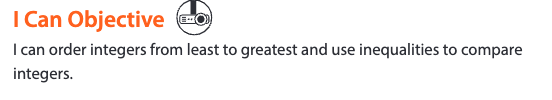 I Can Objective
I can order integers from least to greatest and use inequalities to compare
integers.